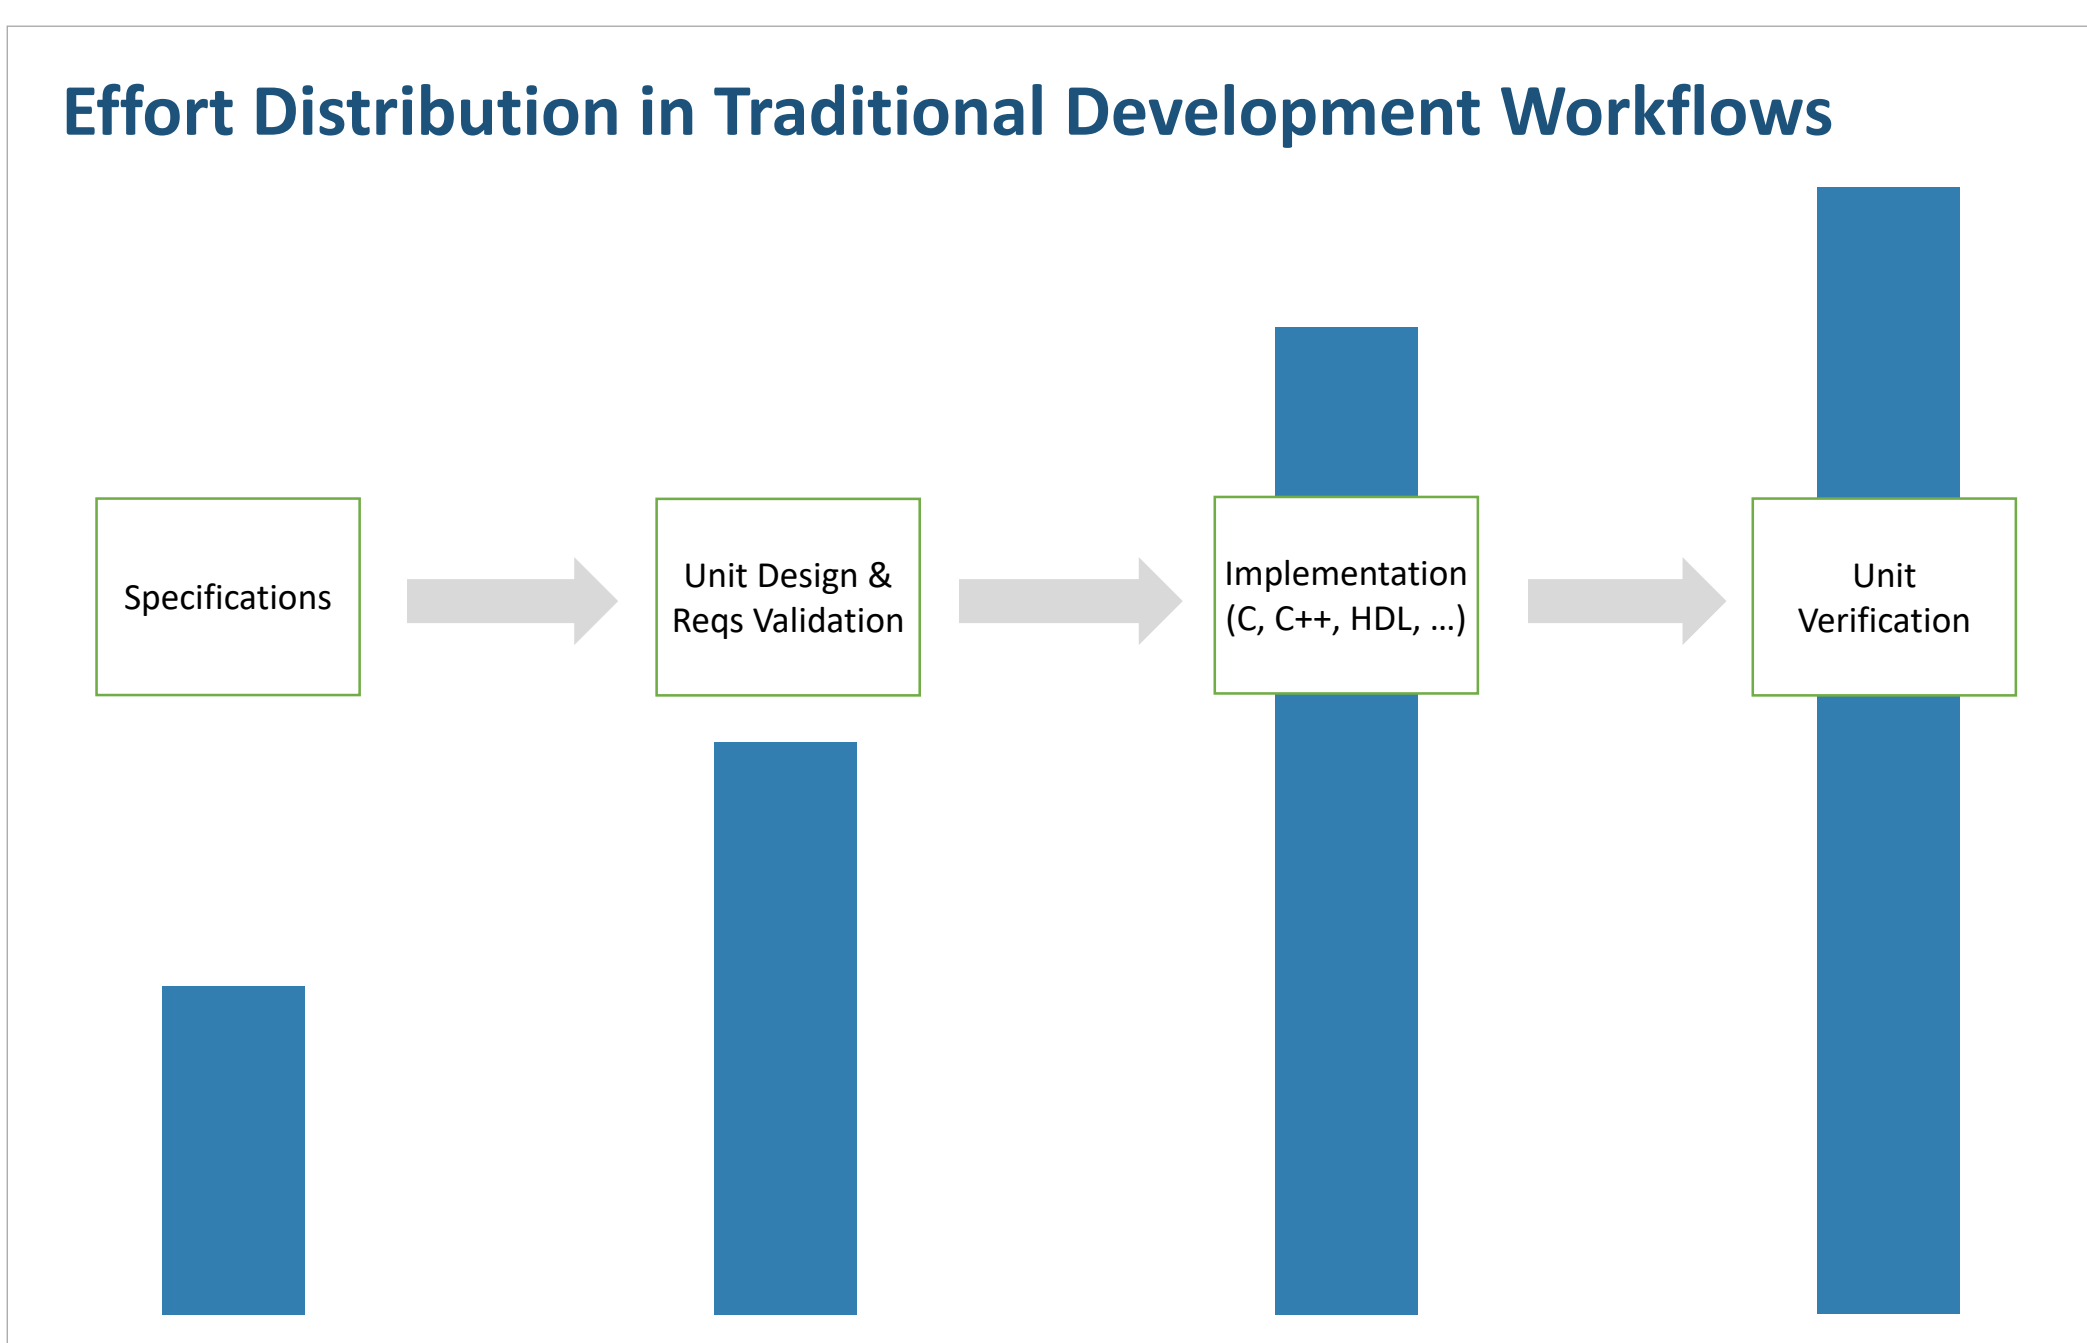 Effort Distribution in Traditional Development Workflows
Specifications
Unit Design &
Reqs Validation
Implementation
(C, C++, HDL, …)
Unit
Verification